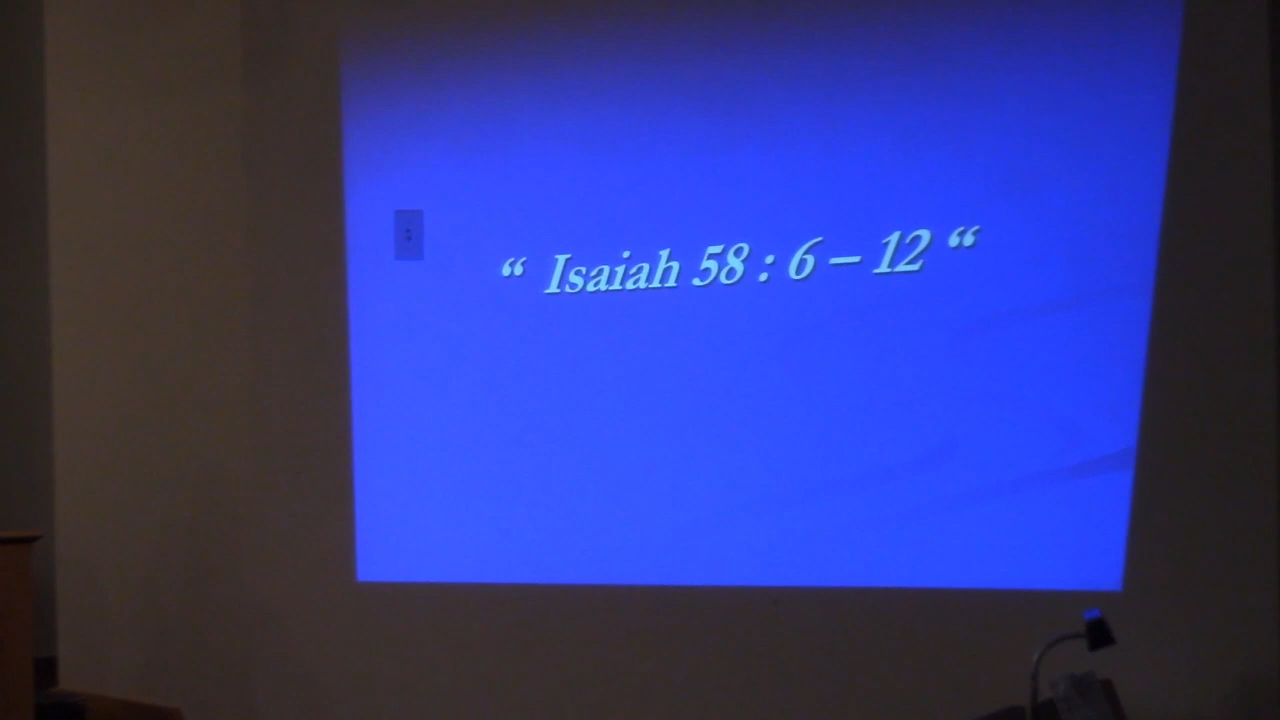 “ Isaiah 58 : 6 – 12 “